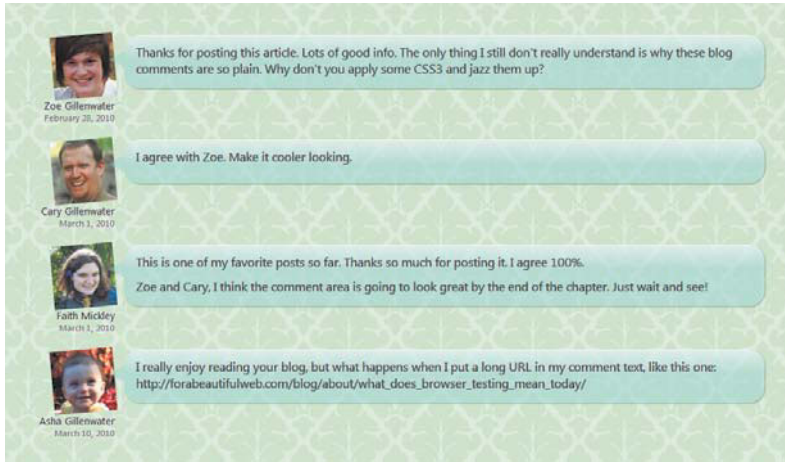 Thanks for posting this article. Lots of good info. The only thing I still don't really understand is why these blog
comments are so plain. Why don't you apply some CSS3 and jazz them up?
Zoe Gillenwater
February 28, 2010
I agree with Zoe. Make it cooler looking.
Cary Gillenwater
March 1, 2010
This is one of my favorite posts so far. Thanks so much for posting it. I agree 100%.
Zoe and Cary, I think the comment area is going to look great by the end of the chapter. Just wait and see!
Faith Mickley
March 1, 2010
I really enjoy reading your blog, but what happens when I put a long URL in my comment text, like this one:
http://forabeautifulweb.com/blog/about/what_does_browser_testing_mean_today/
Asha Gillenwater
March 10, 2010